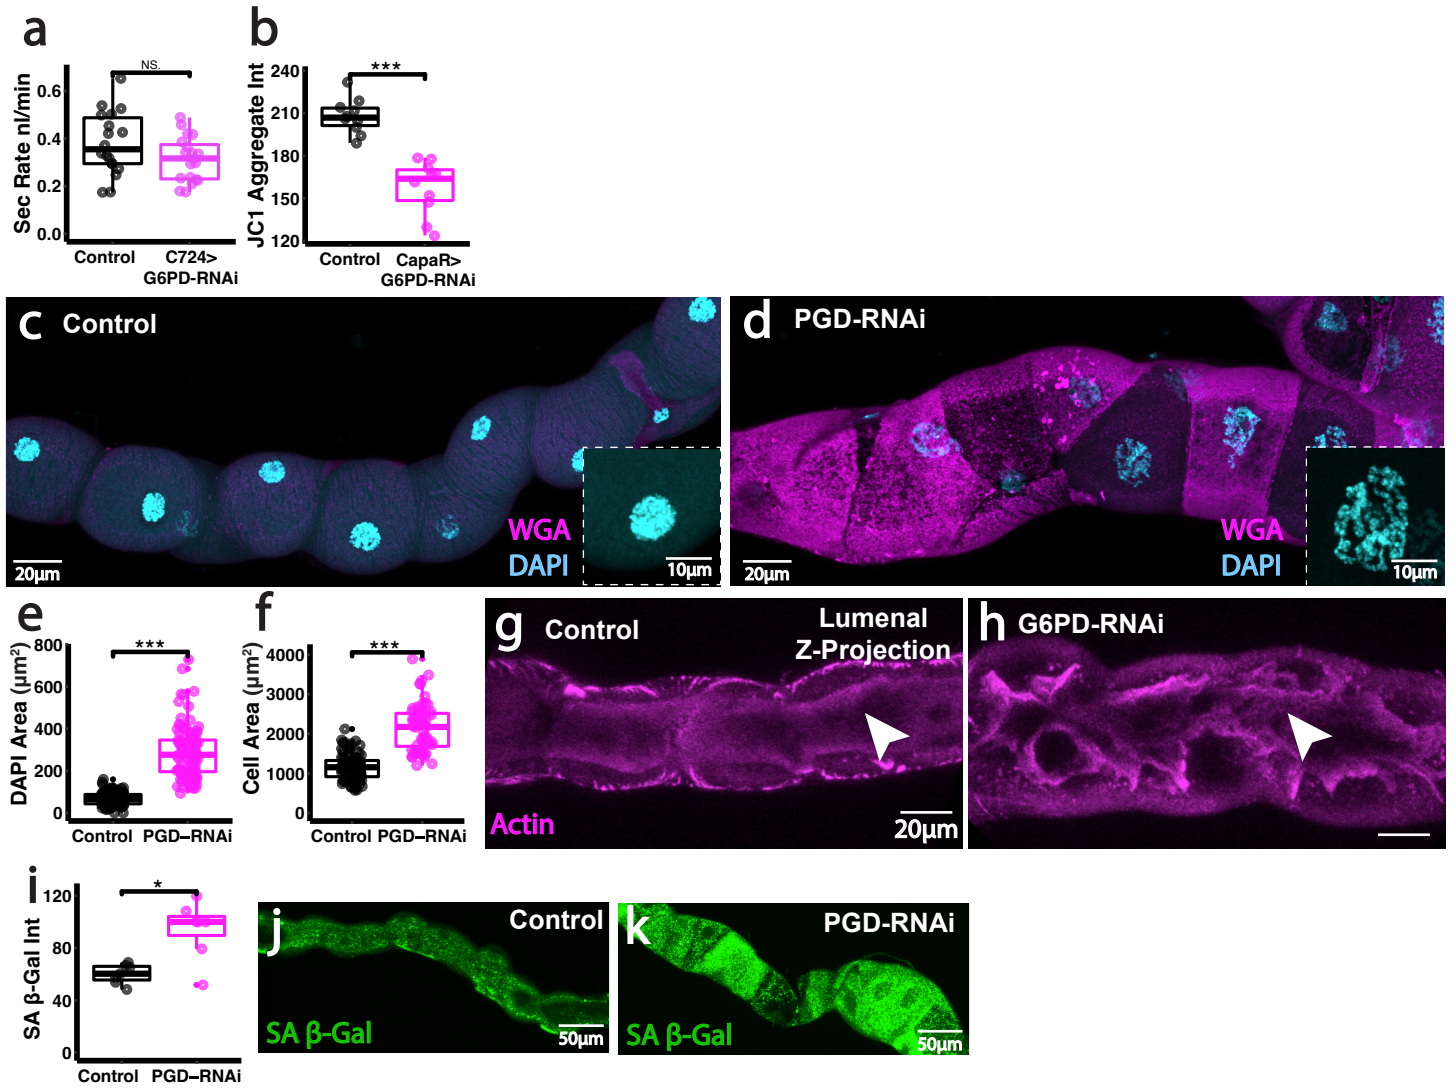 a
Sec Rate nl/min
0.6
0.4
0.2
0.0
NS.
Control
C724>
G6PD-RNAi
b
JC1 Aggregate Int
240
210
180
150
120
***
Control
CapaR>
G6PD-RNAi
c Control
WGA
DAPI
20µm
10µm
d PGD-RNAi
WGA
DAPI
20µm
10µm
e
DAPI Area (µm²)
800
600
400
200
0
***
Control PGD–RNAi
f
Cell Area (µm²)
4000
3000
2000
1000
0
***
Control PGD–RNAi
g Control
Lumenal
Z-Projection
Actin
20µm
h G6PD-RNAi
i
SA β-Gal Int
120
80
40
0
*
Control PGD-RNAi
j Control
SA β-Gal
50µm
k PGD-RNAi
SA β-Gal
50µm